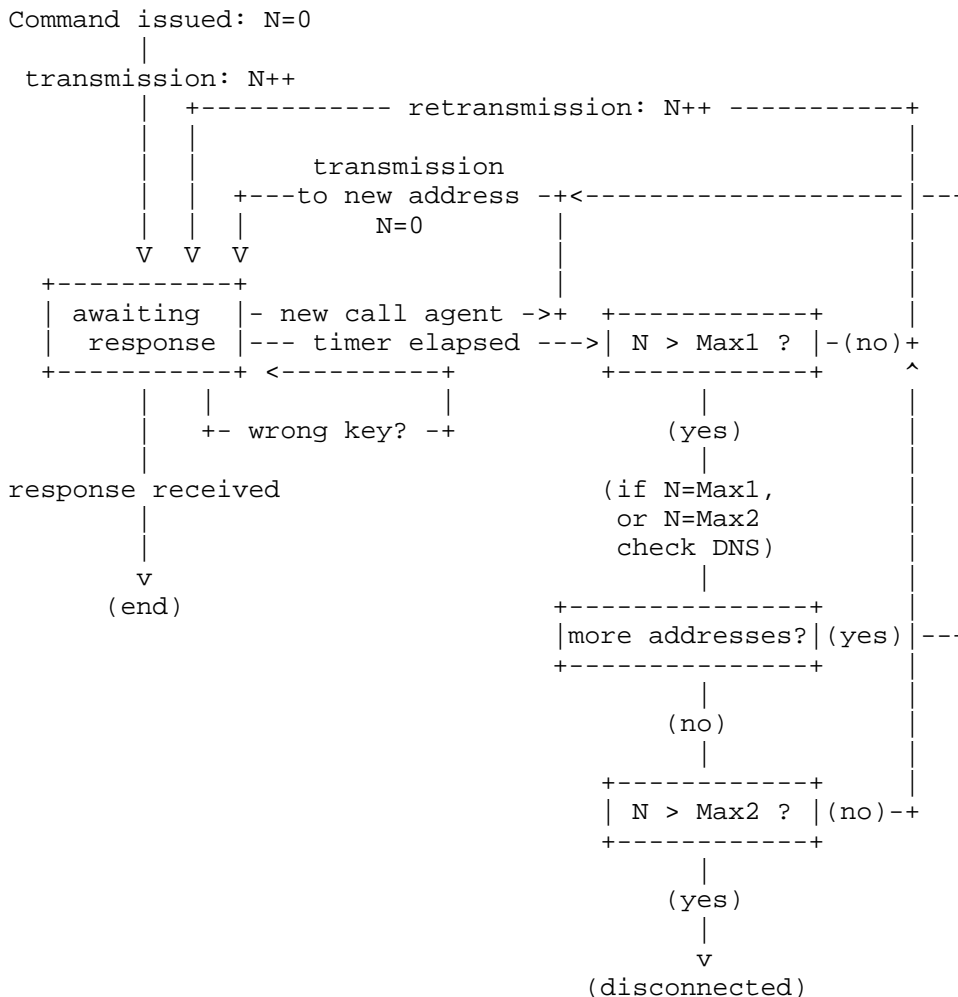 Command issued: N=0
transmission: N++
retransmission: N++
transmission
to new address
N=0
awaiting new call agent N > Max1 ? (no)
response timer elapsed
wrong key? (yes)
response received (if N=Max1,
or N=Max2
check DNS)
(end)
more addresses? (yes)
(no)
N > Max2 ? (no)
(yes)
(disconnected)